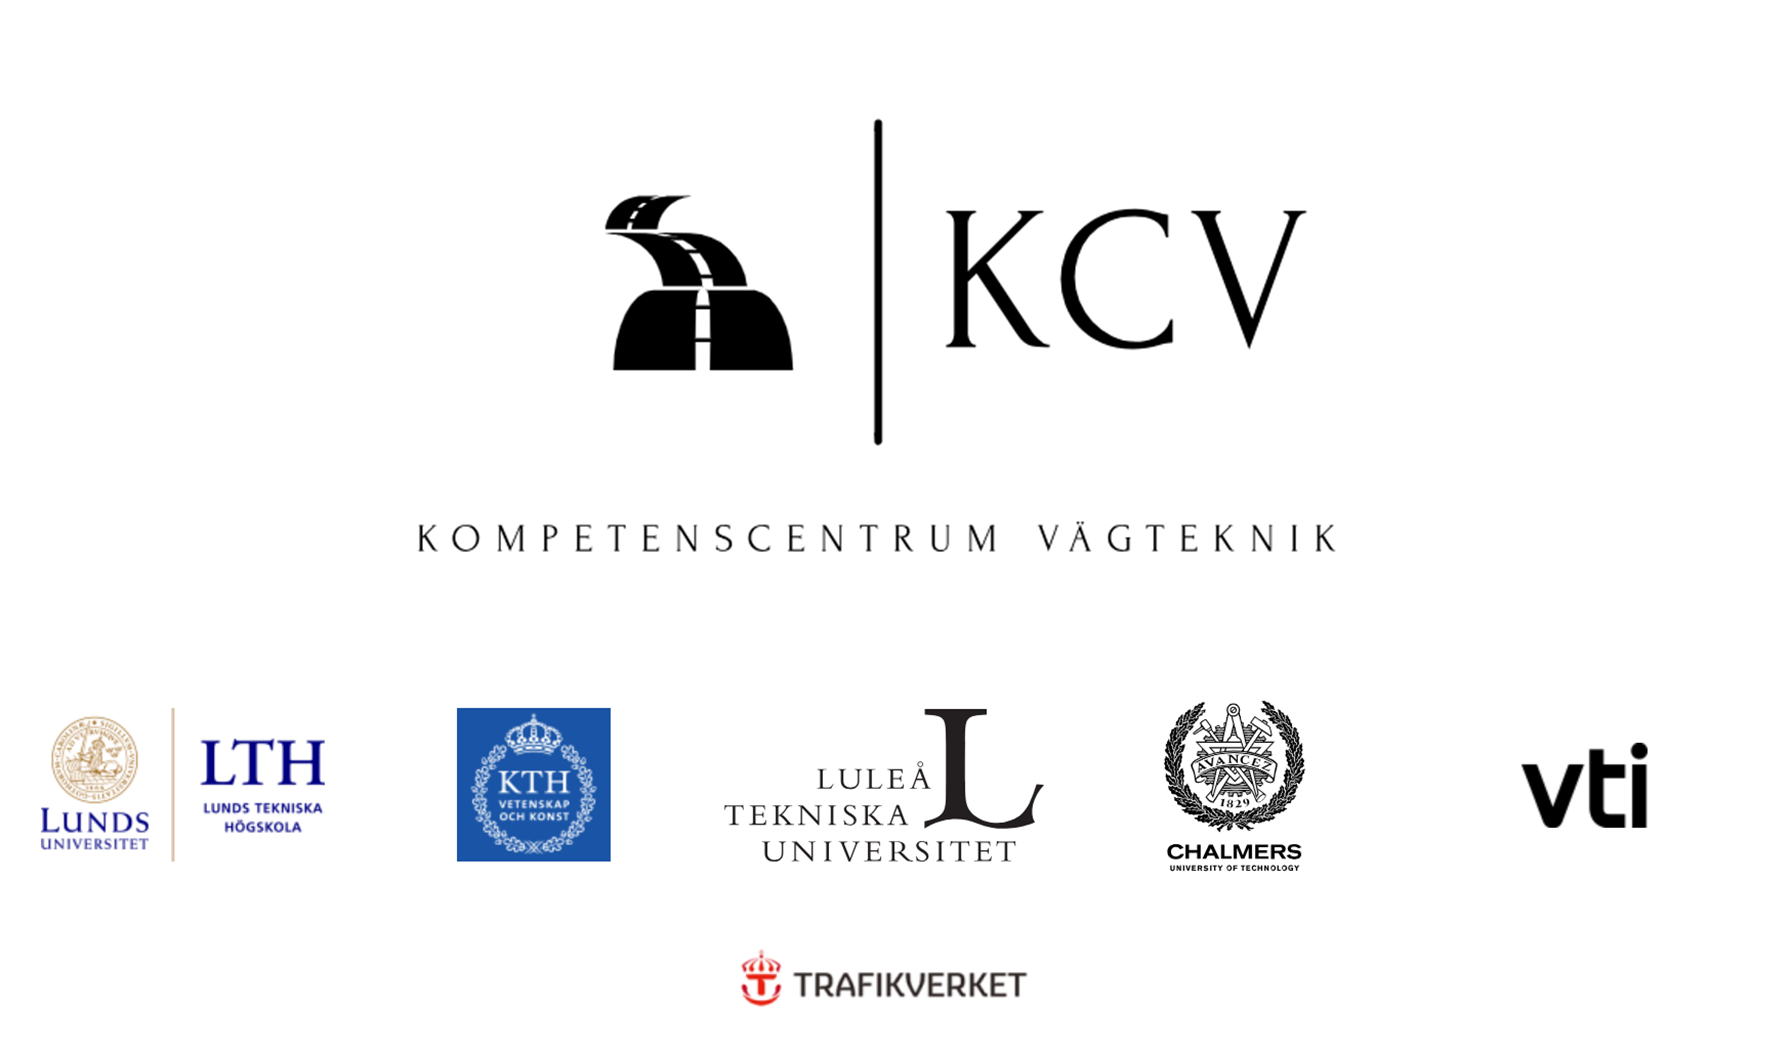 KCV
KOMPETENSCENTRUM VÄGTEKNIK
LUNDS
UNIVERSITET
LTH
LUNDS TEKNISKA
HÖGSKOLA
KTH
VETENSKAP
OCH KONST
L
LULEÅ
TEKNISKA
UNIVERSITET
AVANCEZ
1829
CHALMERS
UNIVERSITY OF TECHNOLOGY
vti
TRAFIKVERKET